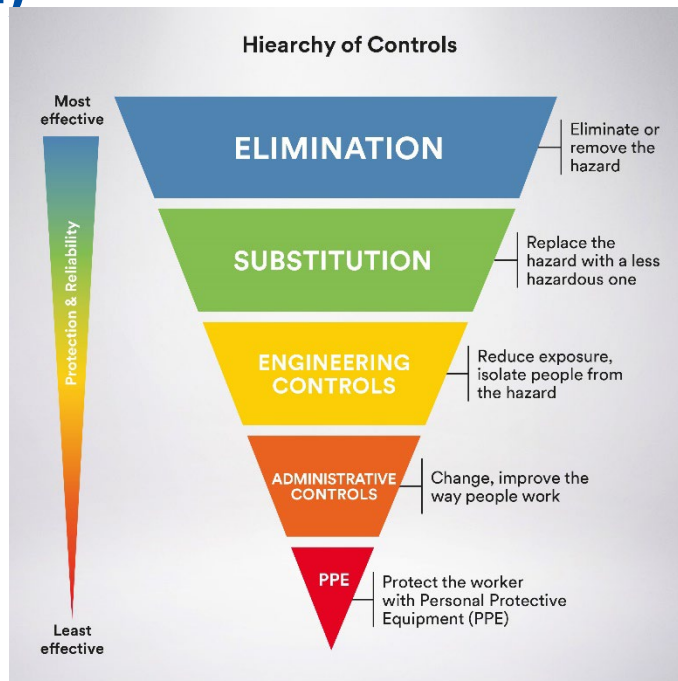 Hiearchy of Controls
Most
effective
Protection & Reliability
Least
effective
ELIMINATION
Eliminate or
remove the
hazard
SUBSTITUTION
Replace the
hazard with a less
hazardous one
ENGINEERING
CONTROLS
Reduce exposure,
isolate people from
the hazard
ADMINISTRATIVE
CONTROLS
Change, improve the
way people work
PPE
Protect the worker
with Personal Protective
Equipment (PPE)